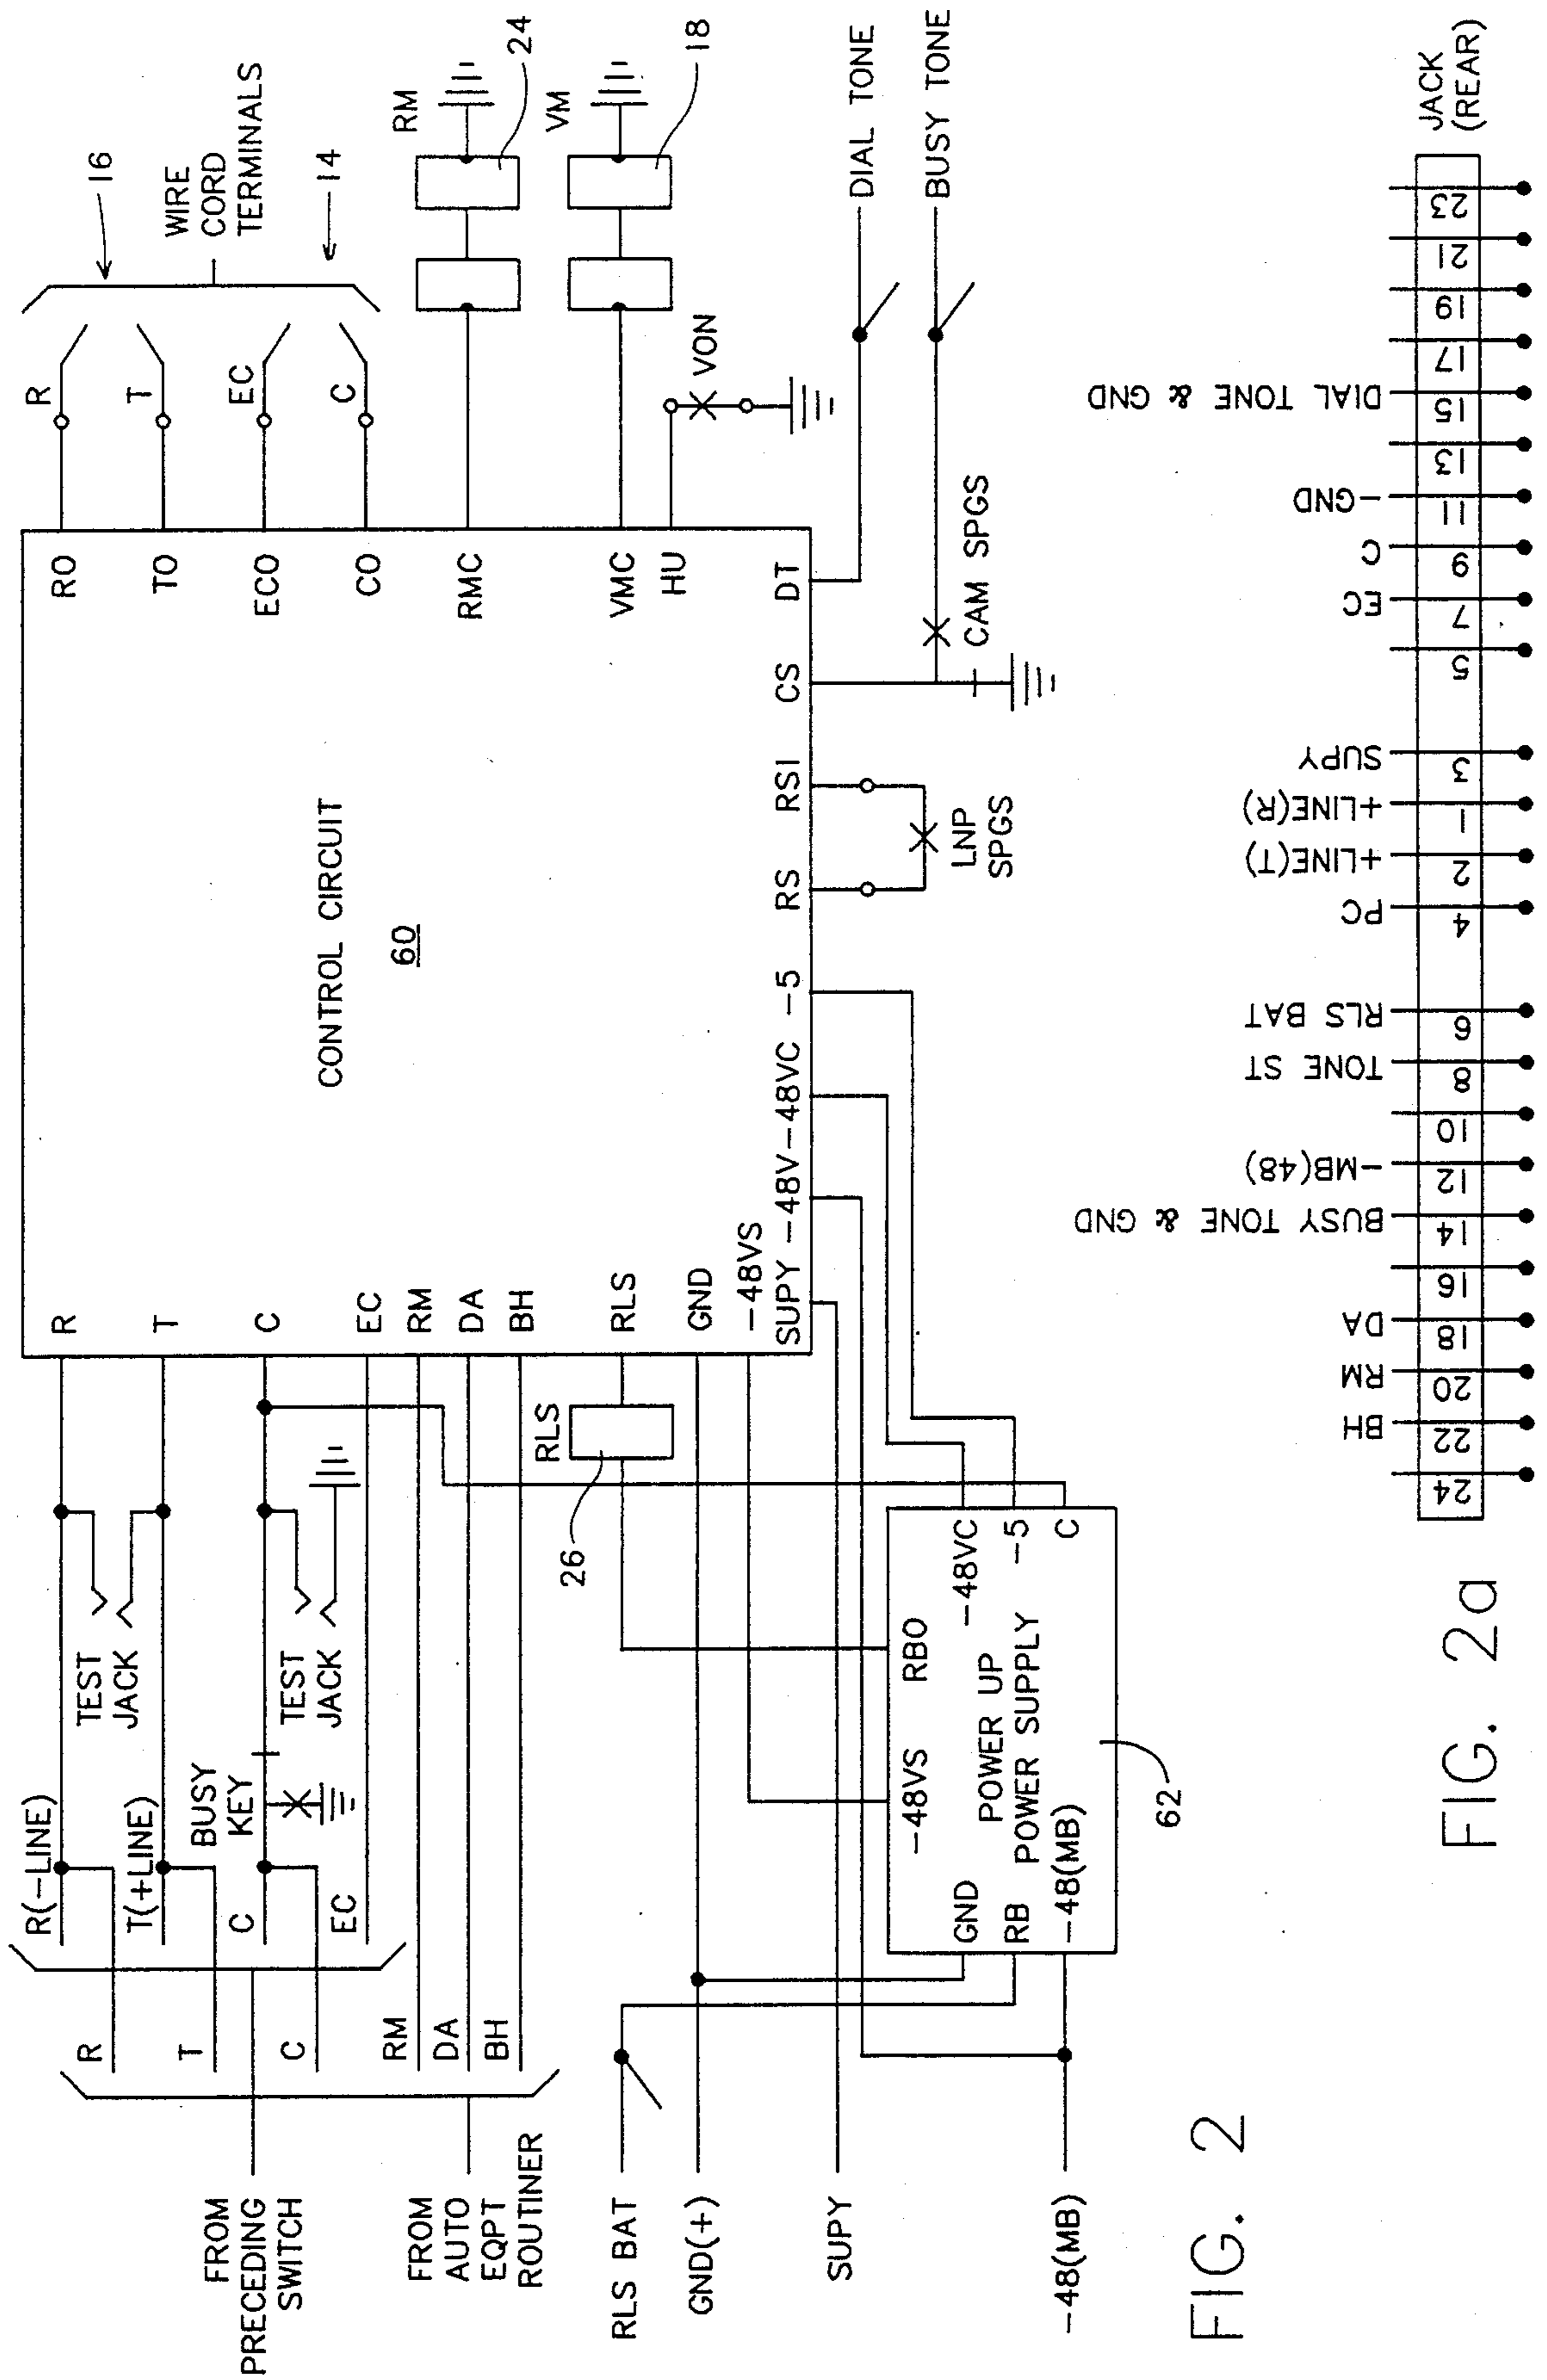 FROM
PRECEDING
SWITCH
FROM
AUTO
EQPT
ROUTINER
RLS BAT
GND(+)
SUPY
-48(MB)
R
T
C
RM
DA
BH
R(-LINE)
T(+LINE)
C
EC
BUSY
KEY
TEST
JACK
TEST
JACK
RLS
26
-48VS
RBO
GND
RB
-48(MB)
POWER UP
POWER SUPPLY
-48VC
-5
C
62
R
T
C
EC
RM
DA
BH
RLS
GND
-48VS
SUPY
-48V
-48VC
-5
RS
RSI
CS
DT
CONTROL CIRCUIT
60
RO
TO
ECO
CO
RMC
VMC
HU
LNP
SPGS
CAM SPGS
R
T
EC
C
VON
16
WIRE
CORD
TERMINALS
14
RM
24
VM
18
DIAL TONE
BUSY TONE
FIG. 2
JACK
(REAR)
23
21
19
17
15 DIAL TONE & GND
13
11 -GND
9 C
7 EC
5
3 SUPY
1 +LINE(R)
2 +LINE(T)
4 PC
6 RLS BAT
8 TONE ST
10
12 -MB(48)
14 BUSY TONE & GND
16
18 DA
20 RM
22 BH
24
FIG. 2a